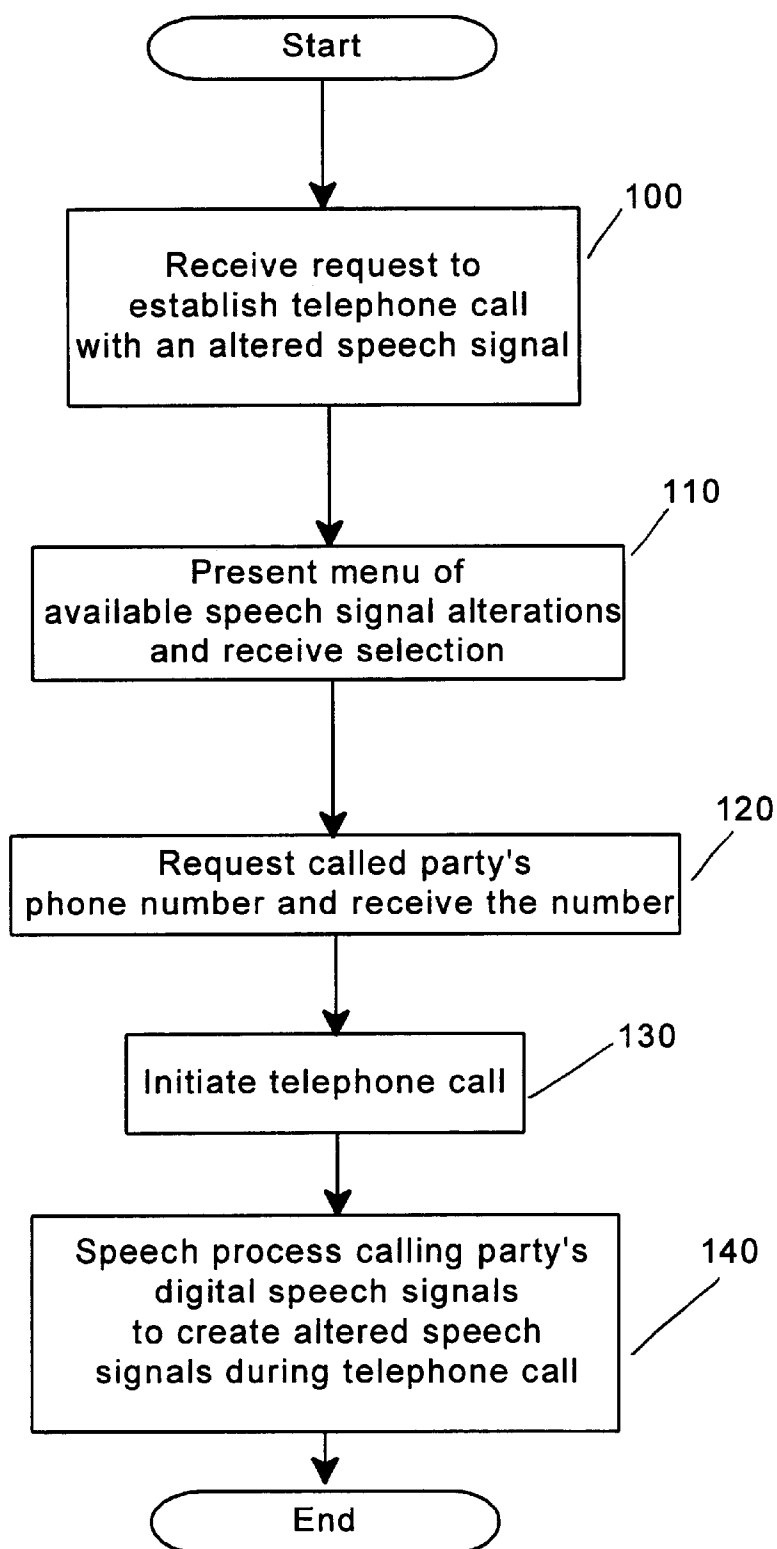 Start
100
Receive request to
establish telephone call
with an altered speech signal
110
Present menu of
available speech signal alterations
and receive selection
120
Request called party's
phone number and receive the number
130
Initiate telephone call
140
Speech process calling party's
digital speech signals
to create altered speech
signals during telephone call
End